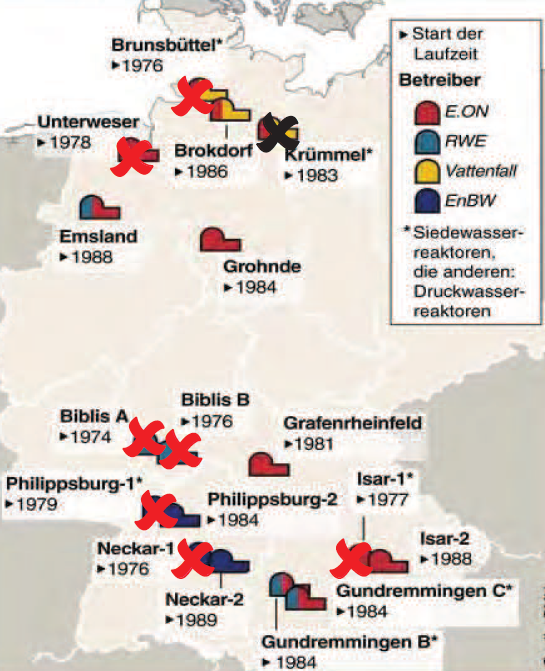 Brunsbüttel*
▸1976
▸Start der
Laufzeit
Betreiber
E.ON
RWE
Vattenfall
EnBW
*Siedewasser-
reaktoren,
die anderen:
Druckwasser-
reaktoren
Unterweser
▸1978
Brokdorf
▸1986
Krümmel*
▸1983
Emsland
▸1988
Grohnde
▸1984
Biblis A
▸1974
Biblis B
▸1976
Grafenrheinfeld
▸1981
Philippsburg-1*
▸1979
Philippsburg-2
▸1984
Isar-1*
▸1977
Isar-2
▸1988
Neckar-1
▸1976
Neckar-2
▸1989
Gundremmingen C*
▸1984
Gundremmingen B*
▸1984